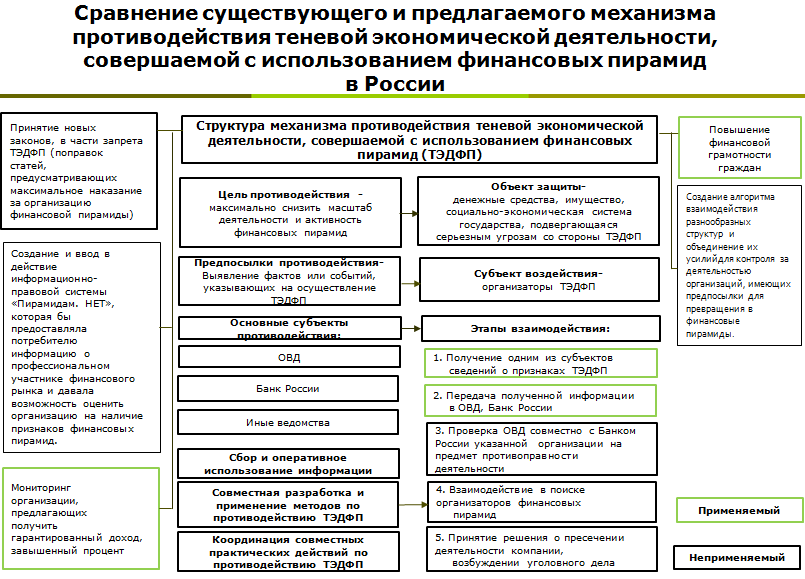 Сравнение существующего и предлагаемого механизма
противодействия теневой экономической деятельности,
совершаемой с использованием финансовых пирамид
в России
Принятие новых
законов, в части запрета
ТЭДФП (поправок
статей,
предусматривающих
максимальное наказание
за организацию
финансовой пирамиды)
Создание и ввод в
действие
информационно-
правовой системы
«Пирамидам. НЕТ»,
которая бы
предоставляла
потребителю
информацию о
профессиональном
участнике финансового
рынка и давала
возможность оценить
организацию на наличие
признаков финансовых
пирамид.
Мониторинг
организации,
предлагающих
получить
гарантированный доход,
завышенный процент
Структура механизма противодействия теневой экономической
деятельности, совершаемой с использованием финансовых
пирамид (ТЭДФП)
Цель противодействия -
максимально снизить масштаб
деятельности и активность
финансовых пирамид
Объект защиты-
денежные средства, имущество,
социально-экономическая система
государства, подвергающаяся
серьезным угрозам со стороны ТЭДФП
Предпосылки противодействия-
Выявление фактов или событий,
указывающих на осуществление
ТЭДФП
Субъект воздействия-
организаторы ТЭДФП
Основные субъекты
противодействия:
Этапы взаимодействия:
ОВД
Банк России
Иные ведомства
Сбор и оперативное
использование информации
Совместная разработка и
применение методов по
противодействию ТЭДФП
Координация совместных
практических действий по
противодействию ТЭДФП
1. Получение одним из субъектов
сведений о признаках ТЭДФП
2. Передача полученной информации
в ОВД, Банк России
3. Проверка ОВД совместно с Банком
России указанной организации на
предмет противоправности
деятельности
4. Взаимодействие в поиске
организаторов финансовых
пирамид
5. Принятие решения о пресечении
деятельности компании,
возбуждении уголовного дела
Повышение
финансовой
грамотности
граждан
Создание алгоритма
взаимодействия
разнообразных
структур и
объединение их
усилийдля контроля за
деятельностью
организаций, имеющих
предпосылки для
превращения в
финансовые
пирамиды.
Применяемый
Неприменяемый